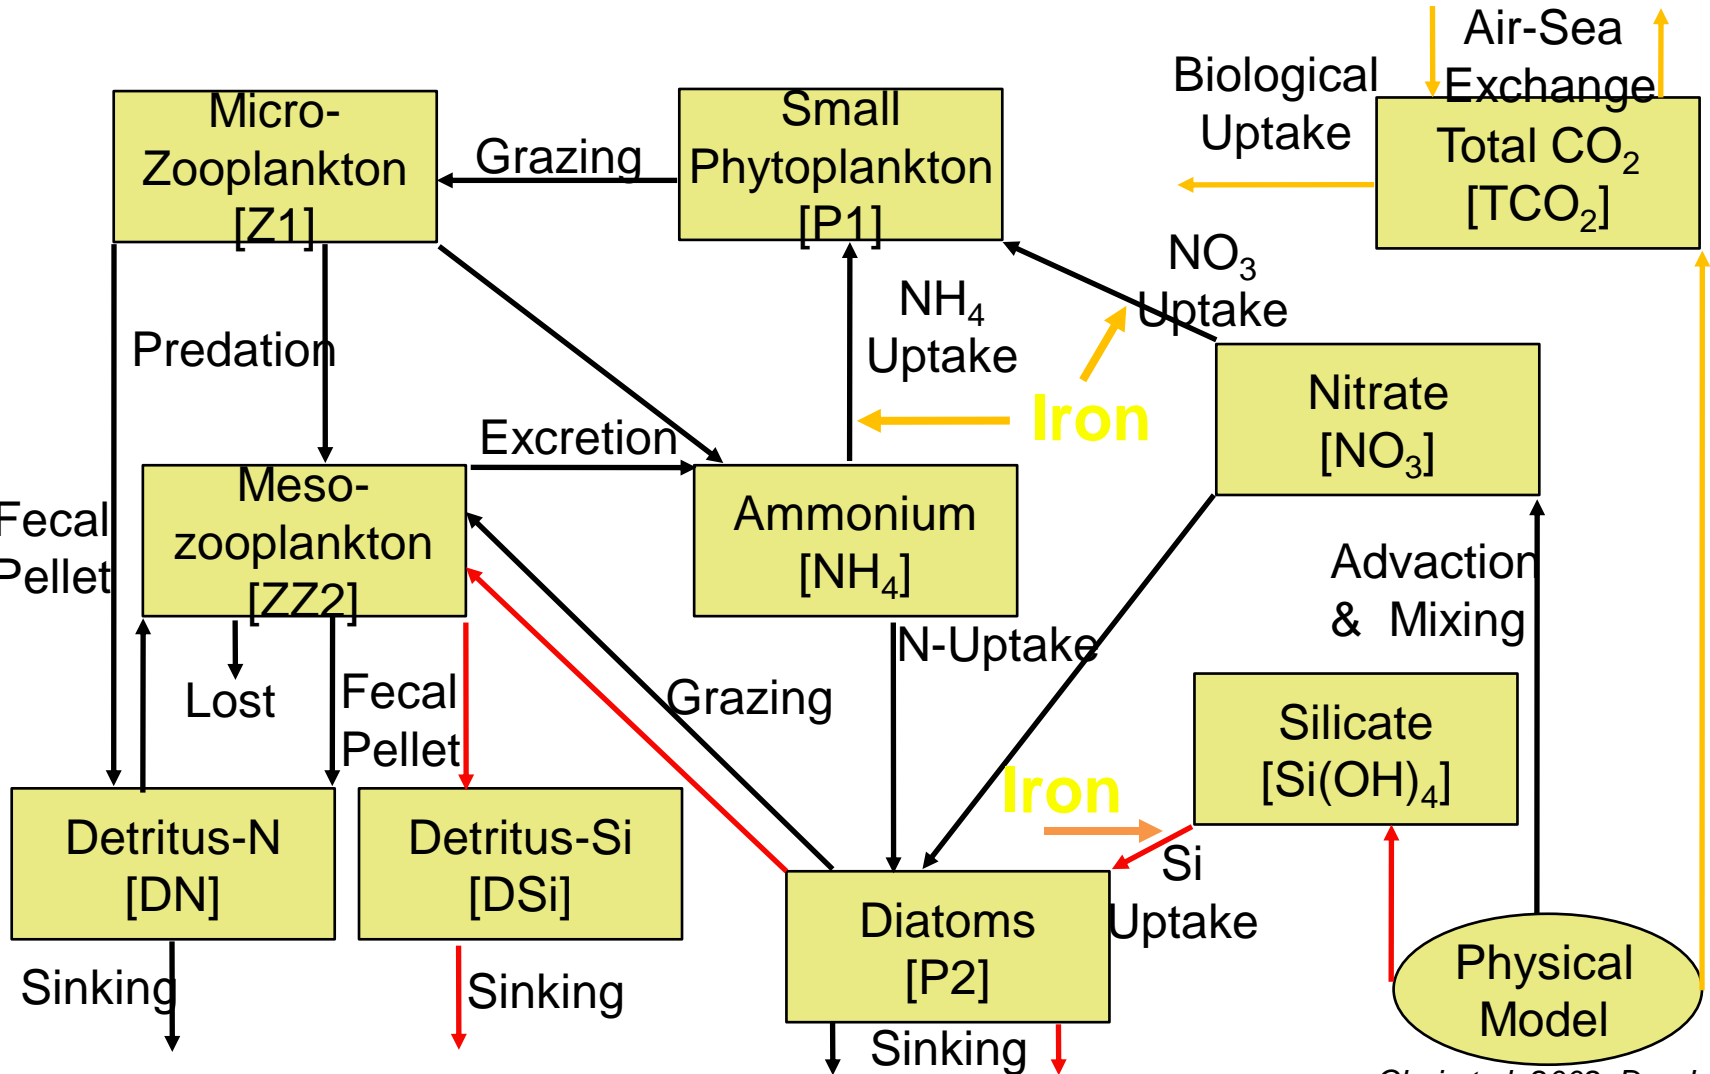 Micro-
Zooplankton
[Z1]
Grazing
Small
Phytoplankton
[P1]
Biological
Uptake
Air-Sea
Exchange
Total CO₂
[TCO₂]
NO₃
Uptake
NH₄
Uptake
Predation
Iron
Nitrate
[NO₃]
Excretion
Fecal
Pellet
Meso-
zooplankton
[ZZ2]
Ammonium
[NH₄]
Advaction
& Mixing
N-Uptake
Lost
Fecal
Pellet
Grazing
Silicate
[Si(OH)₄]
Iron
Si
Uptake
Detritus-N
[DN]
Detritus-Si
[DSi]
Diatoms
[P2]
Physical
Model
Sinking
Sinking
Sinking